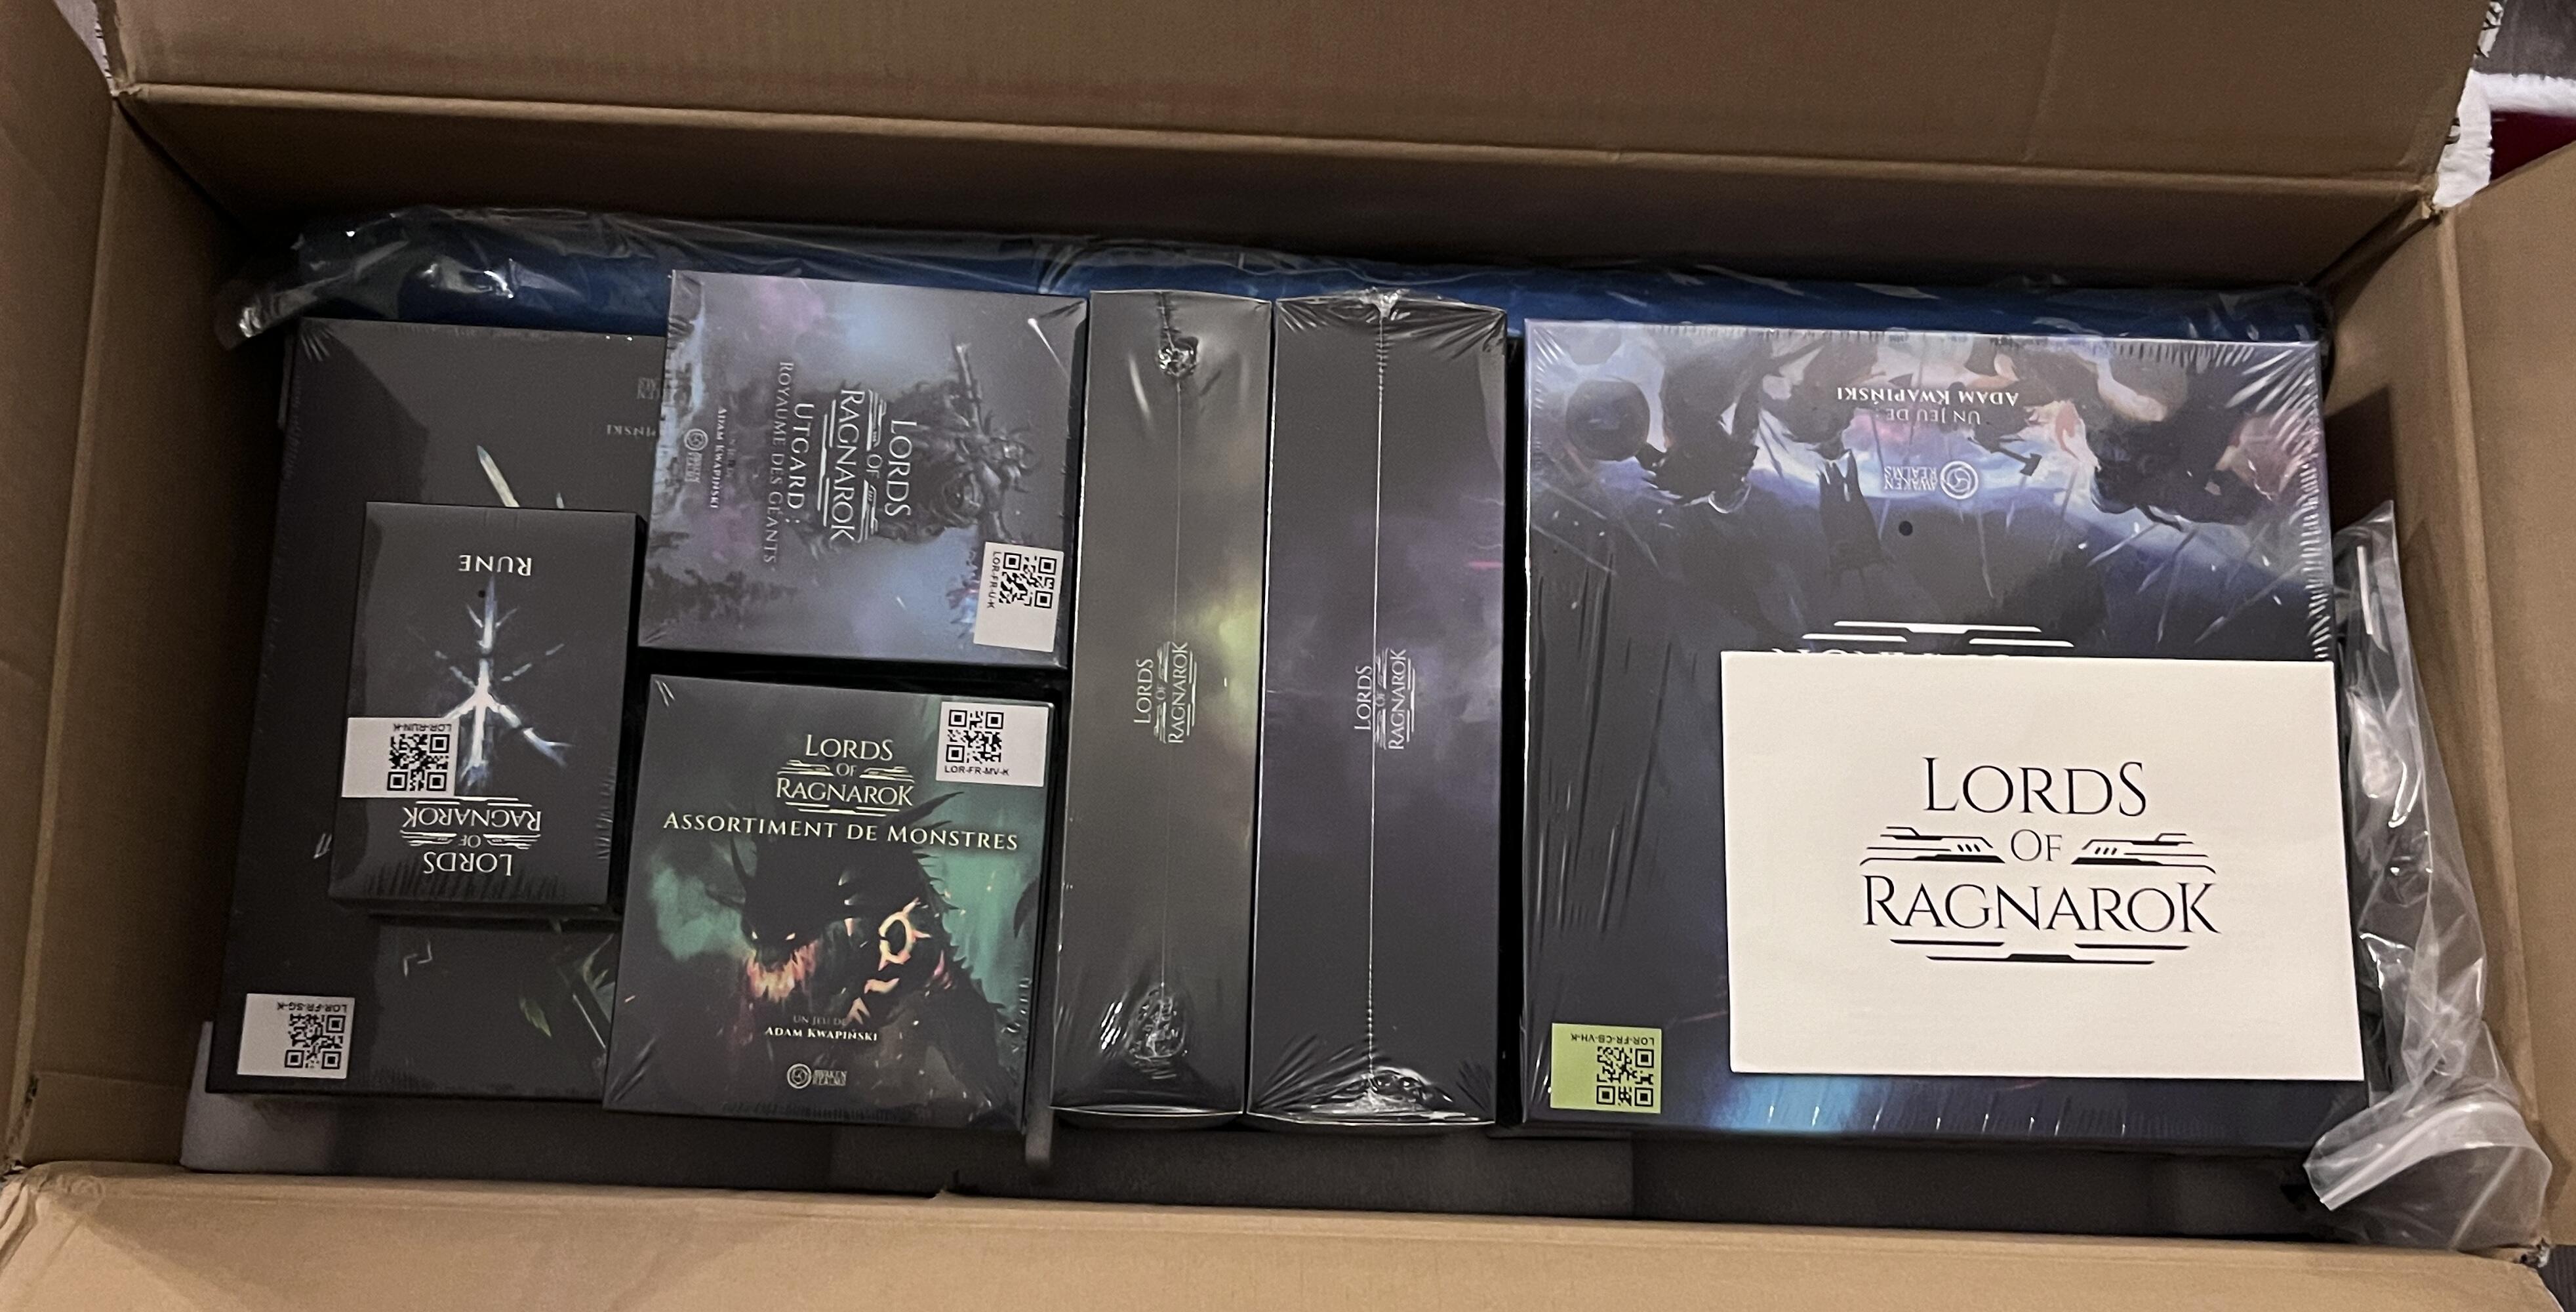 RUNE
LOR-RUN-K
LORDS
OF
RAGNAROK
LOR-FR-SG-K
LORDS
OF
RAGNAROK
UTGARD :
ROYAUME DES GÉANTS
ADAM KWAPIŃSKI
LOR-FR-U-K
LORDS
OF
RAGNAROK
ASSORTIMENT DE MONSTRES
LOR-FR-MV-K
UN JEU DE
ADAM KWAPIŃSKI
AWAKEN
REALMS
LORDS
OF
RAGNAROK
LORDS
OF
RAGNAROK
UN JEU DE :
ADAM KWAPIŃSKI
AWAKEN
REALMS
LOR-FR-CB-VH-K
LORDS
OF
RAGNAROK